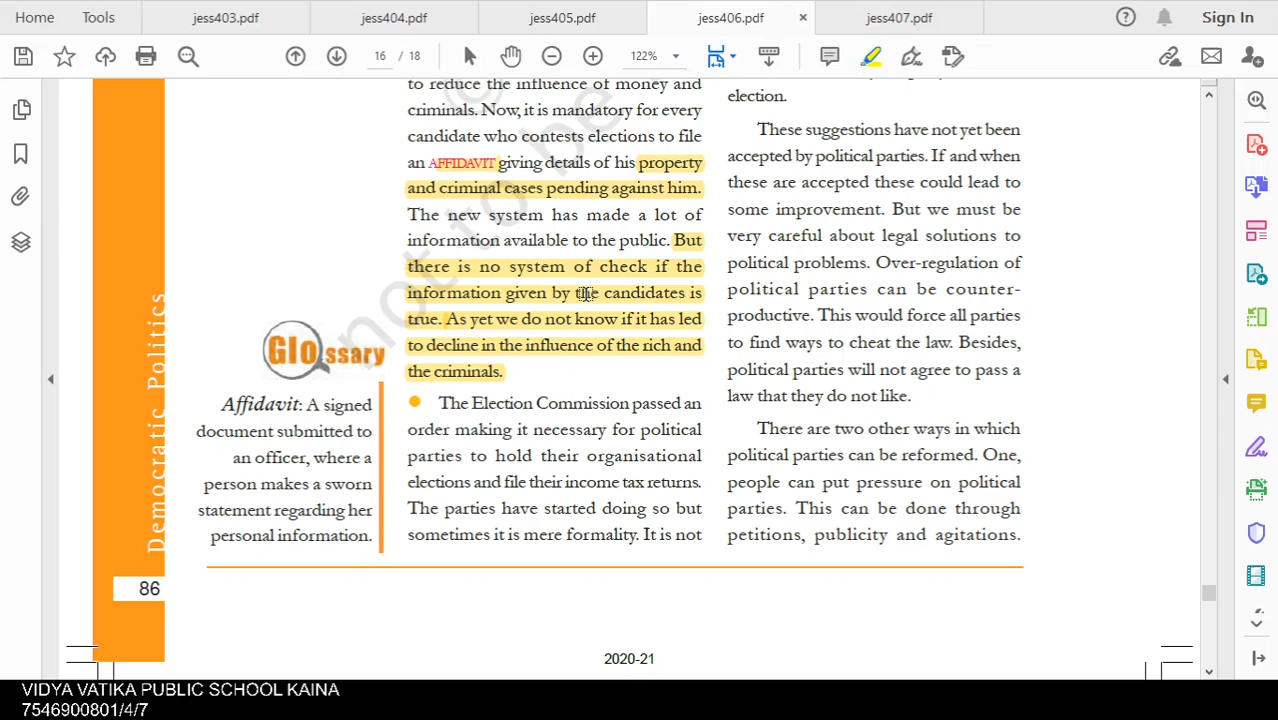 Home Tools jess403.pdf jess404.pdf jess405.pdf jess406.pdf × jess407.pdf Sign In
16 / 18 122%
to reduce the influence of money and
criminals. Now, it is mandatory for every
candidate who contests elections to file
an AFFIDAVIT giving details of his property
and criminal cases pending against him.
The new system has made a lot of
information available to the public. But
there is no system of check if the
information given by the candidates is
true. As yet we do not know if it has led
to decline in the influence of the rich and
the criminals.
The Election Commission passed an
order making it necessary for political
parties to hold their organisational
elections and file their income tax returns.
The parties have started doing so but
sometimes it is mere formality. It is not
election.
These suggestions have not yet been
accepted by political parties. If and when
these are accepted these could lead to
some improvement. But we must be
very careful about legal solutions to
political problems. Over-regulation of
political parties can be counter-
productive. This would force all parties
to find ways to cheat the law. Besides,
political parties will not agree to pass a
law that they do not like.
There are two other ways in which
political parties can be reformed. One,
people can put pressure on political
parties. This can be done through
petitions, publicity and agitations.
Glossary
Affidavit: A signed
document submitted to
an officer, where a
person makes a sworn
statement regarding her
personal information.
Democratic Politics
86
not to be
©
2020-21
VIDYA VATIKA PUBLIC SCHOOL KAINA
7546900801/4/7